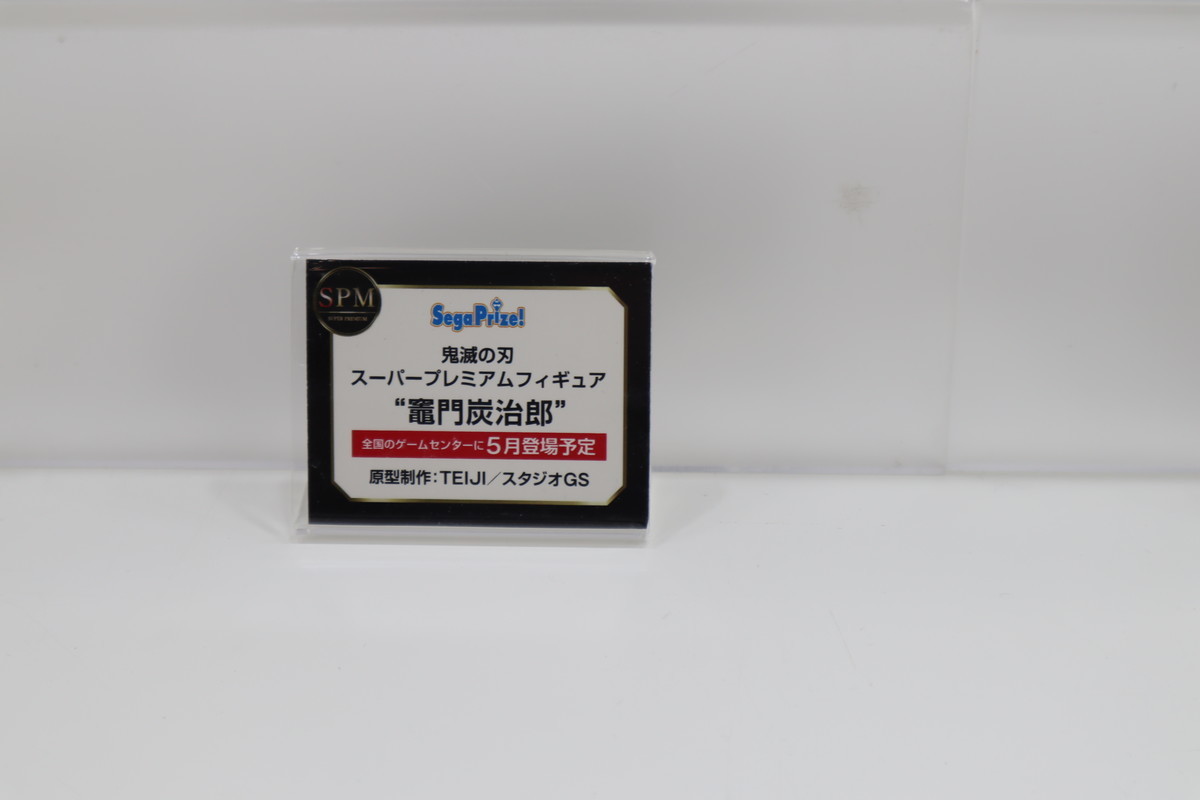 SPM
SUPER PREMIUM
SegaPrize!
鬼滅の刃
スーパープレミアムフィギュア
“竈門炭治郎”
全国のゲームセンターに5月登場予定
原型制作:TEIJI/スタジオGS